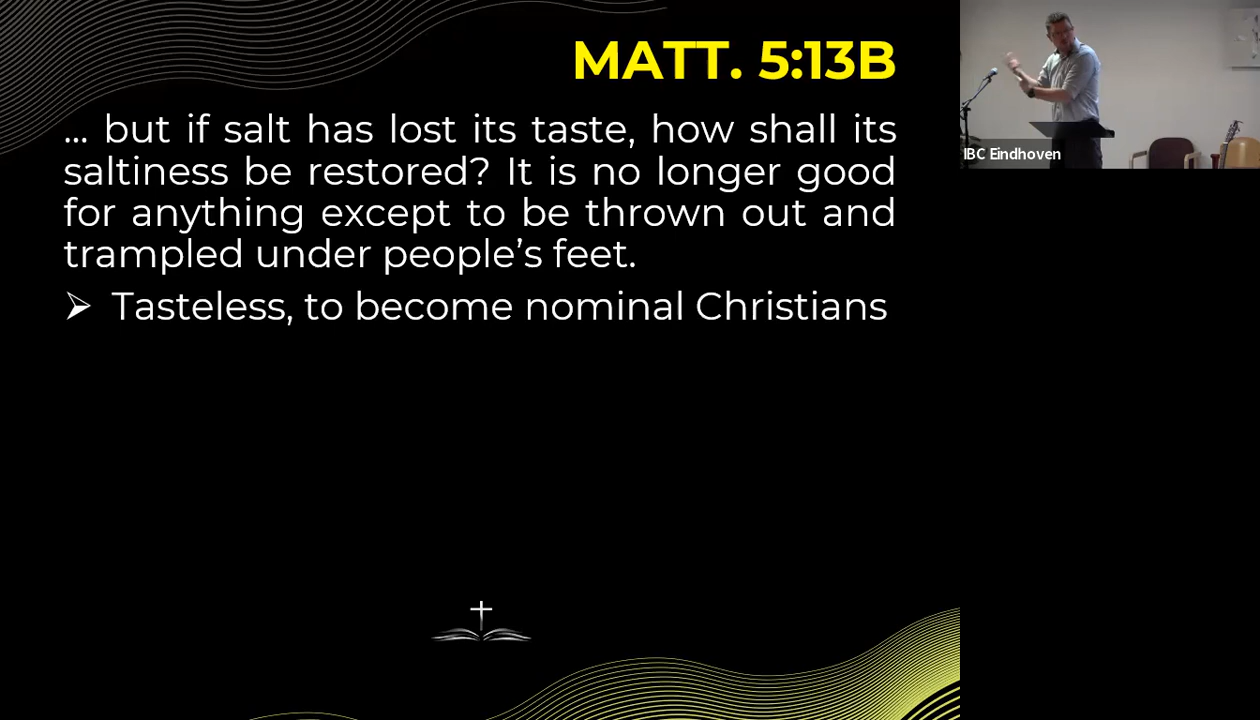 MATT. 5:13B
... but if salt has lost its taste, how shall its
saltiness be restored? It is no longer good
for anything except to be thrown out and
trampled under people’s feet.
➢ Tasteless, to become nominal Christians
IBC Eindhoven